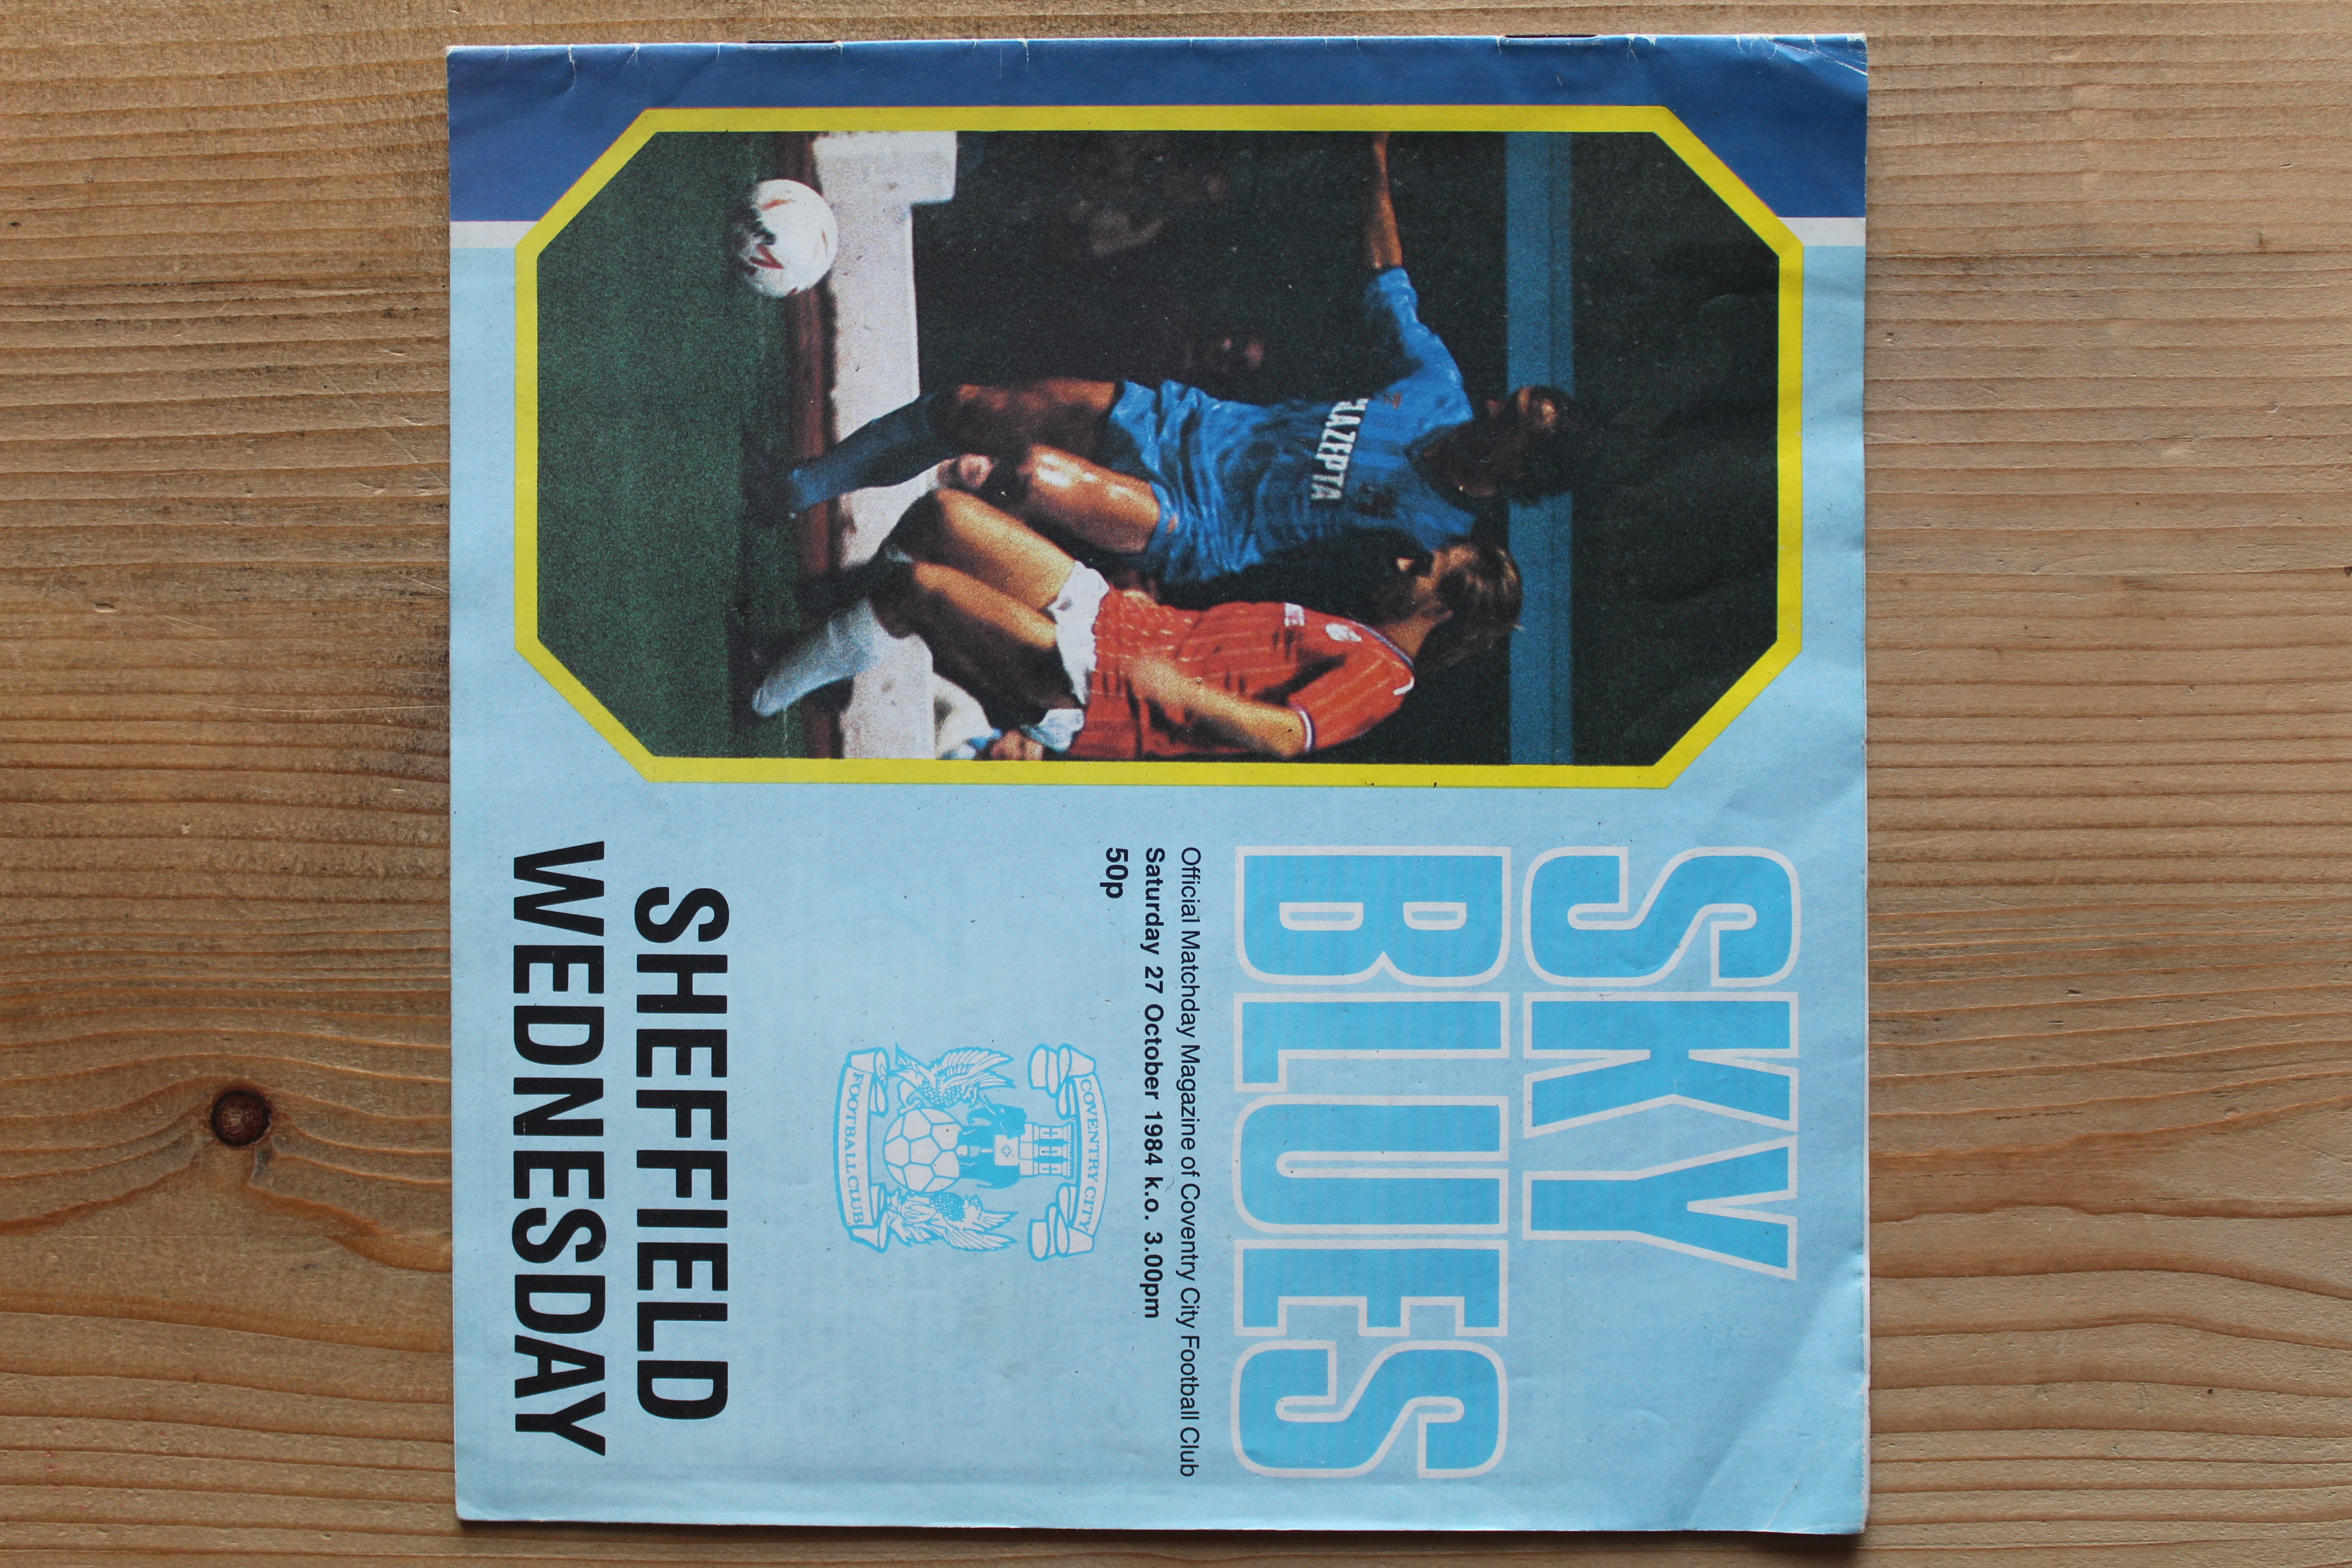 SKY
BLUES
Official Matchday Magazine of Coventry City Football Club
Saturday 27 October 1984 k.o. 3.00pm
50p
COVENTRY CITY
FOOTBALL CLUB
SHEFFIELD
WEDNESDAY